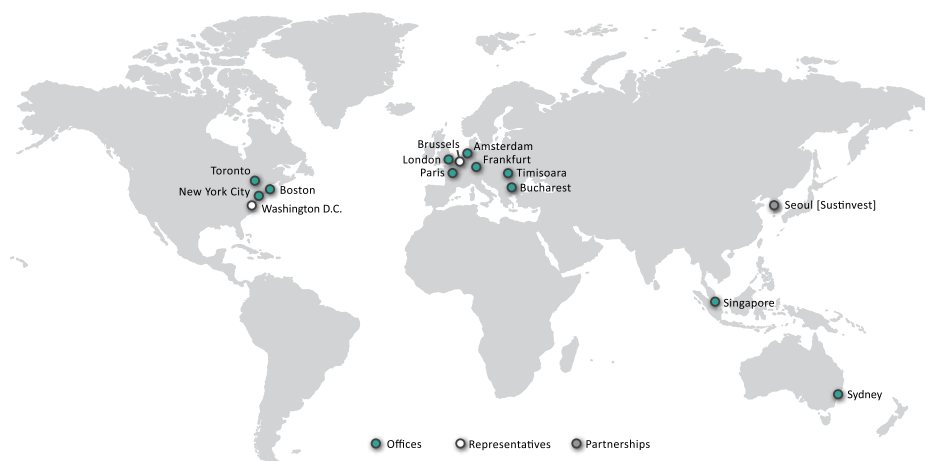 Toronto
New York City
Boston
Washington D.C.
Brussels
Amsterdam
London
Frankfurt
Paris
Timisoara
Bucharest
Seoul [Sustinvest]
Singapore
Sydney
Offices
Representatives
Partnerships